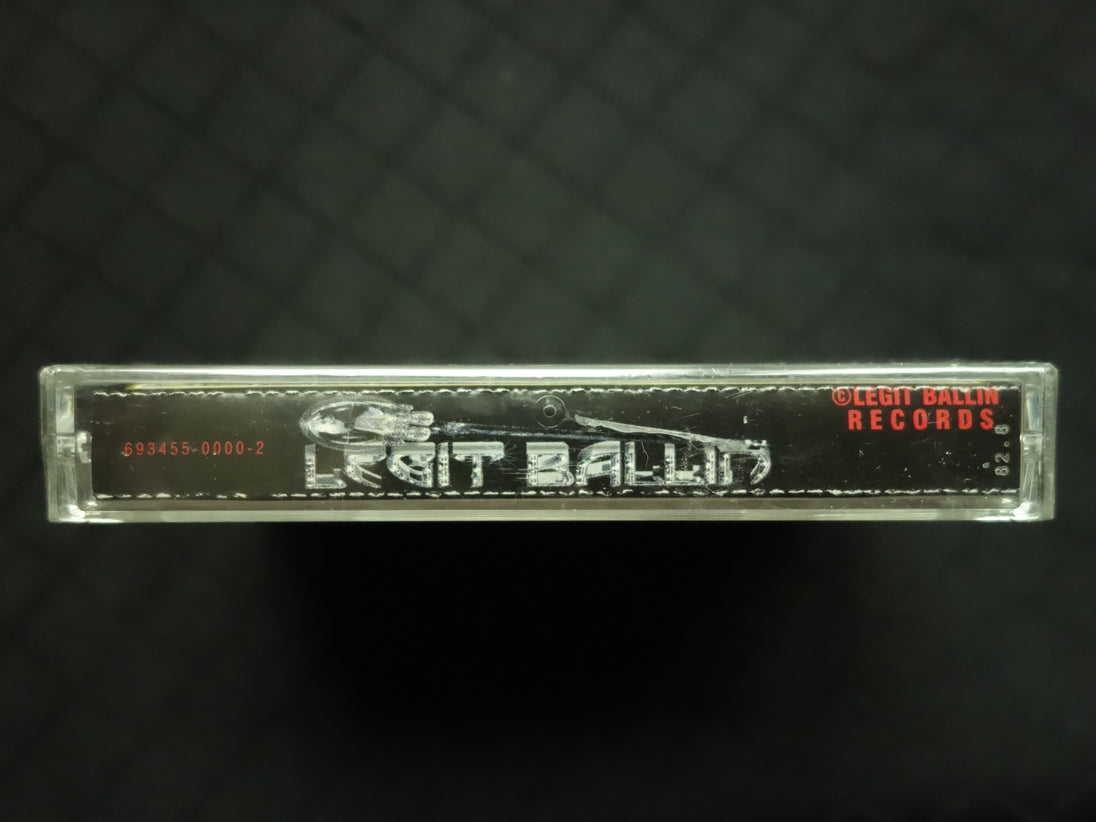 693455-0000-2
LEGIT BALLIN
©LEGIT BALLIN
RECORDS
82.8